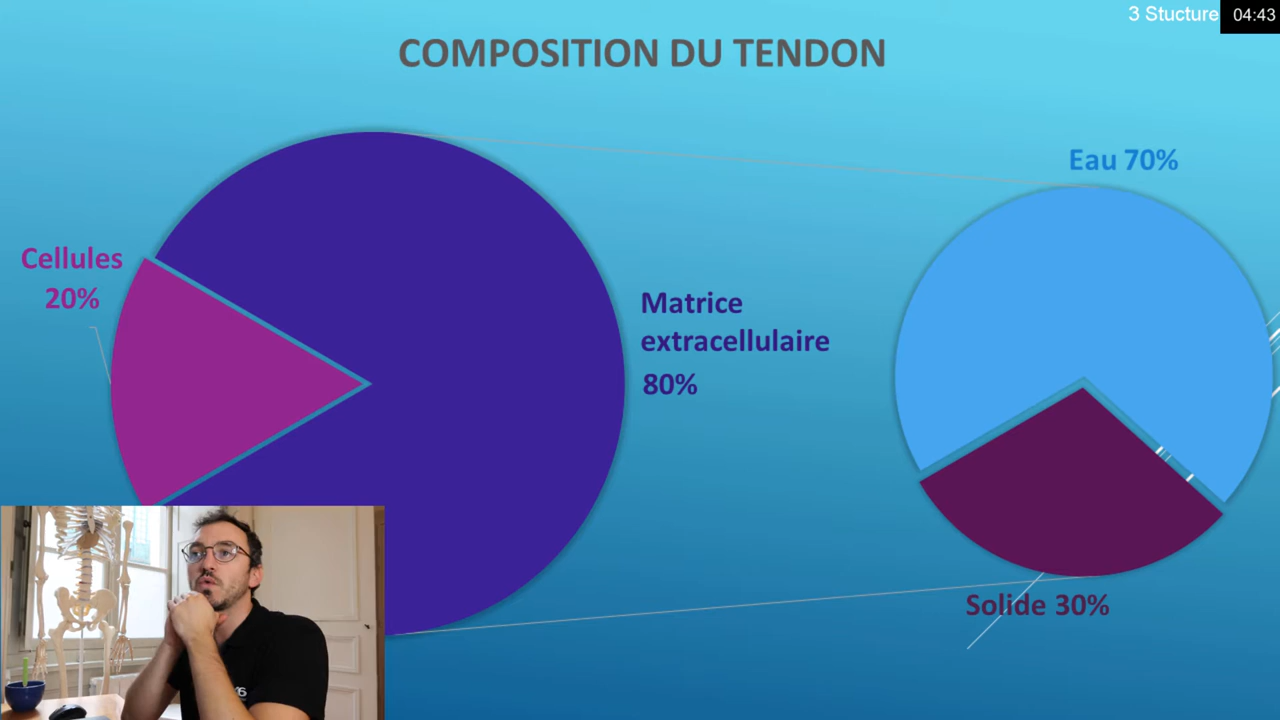 3 Stucture
04:43
COMPOSITION DU TENDON
Eau 70%
Cellules
20%
Matrice
extracellulaire
80%
Solide 30%